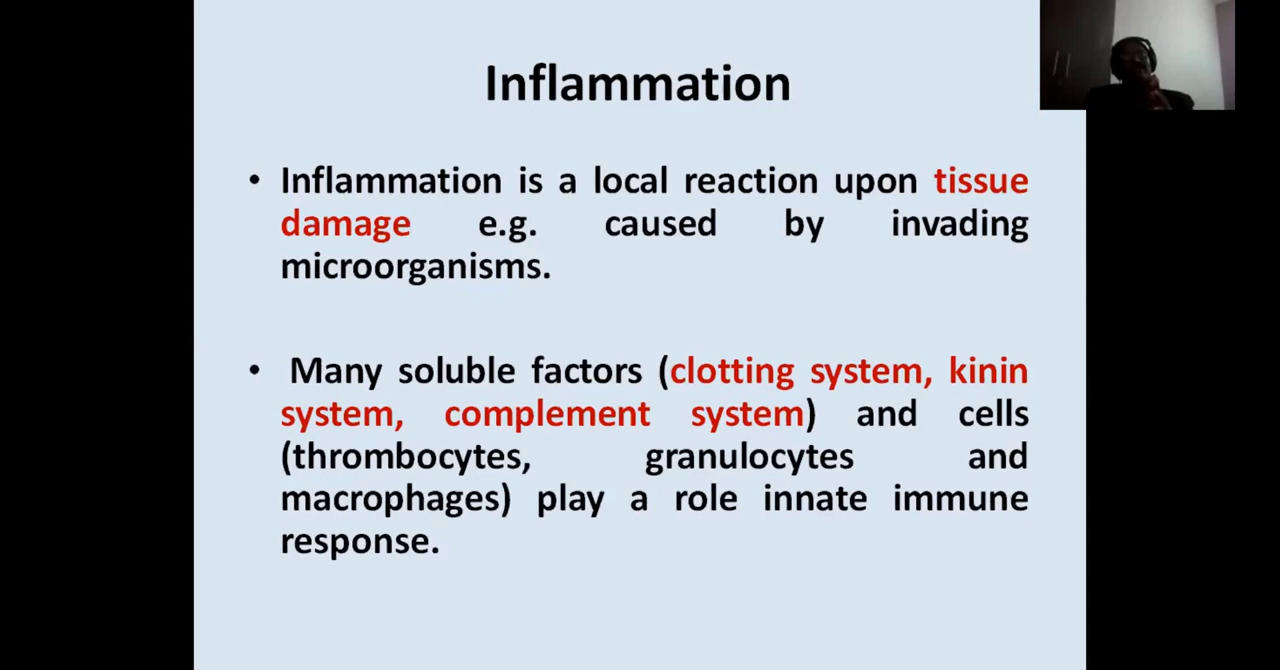 Inflammation
• Inflammation is a local reaction upon tissue
damage e.g. caused by invading
microorganisms.
• Many soluble factors (clotting system, kinin
system, complement system) and cells
(thrombocytes, granulocytes and
macrophages) play a role innate immune
response.